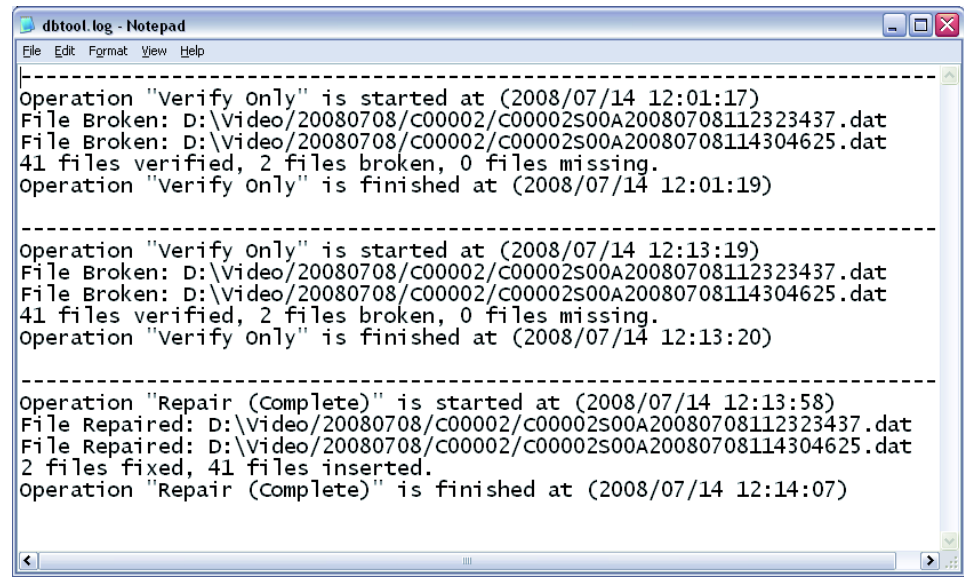 dbtool.log - Notepad
File Edit Format View Help
--------------------------------------------------------------------
Operation "Verify Only" is started at (2008/07/14 12:01:17)
File Broken: D:\Video/20080708/C00002/C00002S00A20080708112323437.dat
File Broken: D:\Video/20080708/C00002/C00002S00A20080708114304625.dat
41 files verified, 2 files broken, 0 files missing.
Operation "Verify Only" is finished at (2008/07/14 12:01:19)
--------------------------------------------------------------------
Operation "Verify Only" is started at (2008/07/14 12:13:19)
File Broken: D:\Video/20080708/C00002/C00002S00A20080708112323437.dat
File Broken: D:\Video/20080708/C00002/C00002S00A20080708114304625.dat
41 files verified, 2 files broken, 0 files missing.
Operation "Verify Only" is finished at (2008/07/14 12:13:20)
--------------------------------------------------------------------
Operation "Repair (Complete)" is started at (2008/07/14 12:13:58)
File Repaired: D:\Video/20080708/C00002/C00002S00A20080708112323437.dat
File Repaired: D:\Video/20080708/C00002/C00002S00A20080708114304625.dat
2 files fixed, 41 files inserted.
Operation "Repair (Complete)" is finished at (2008/07/14 12:14:07)